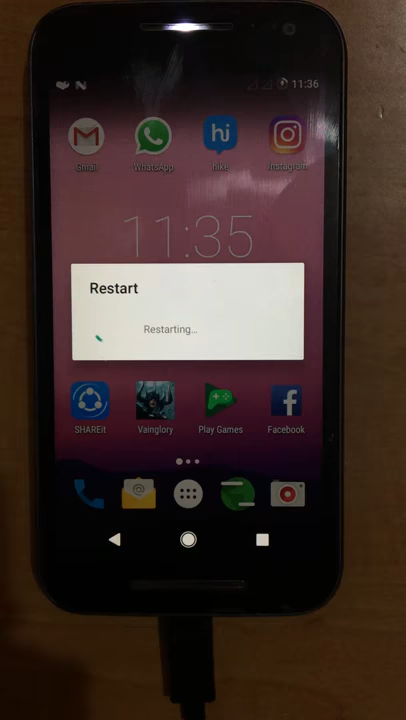 11:36
Gmail
WhatsApp
hi
hike
Instagram
11:35
Restart
Restarting...
SHAREit
Vainglory
Play Games
Facebook